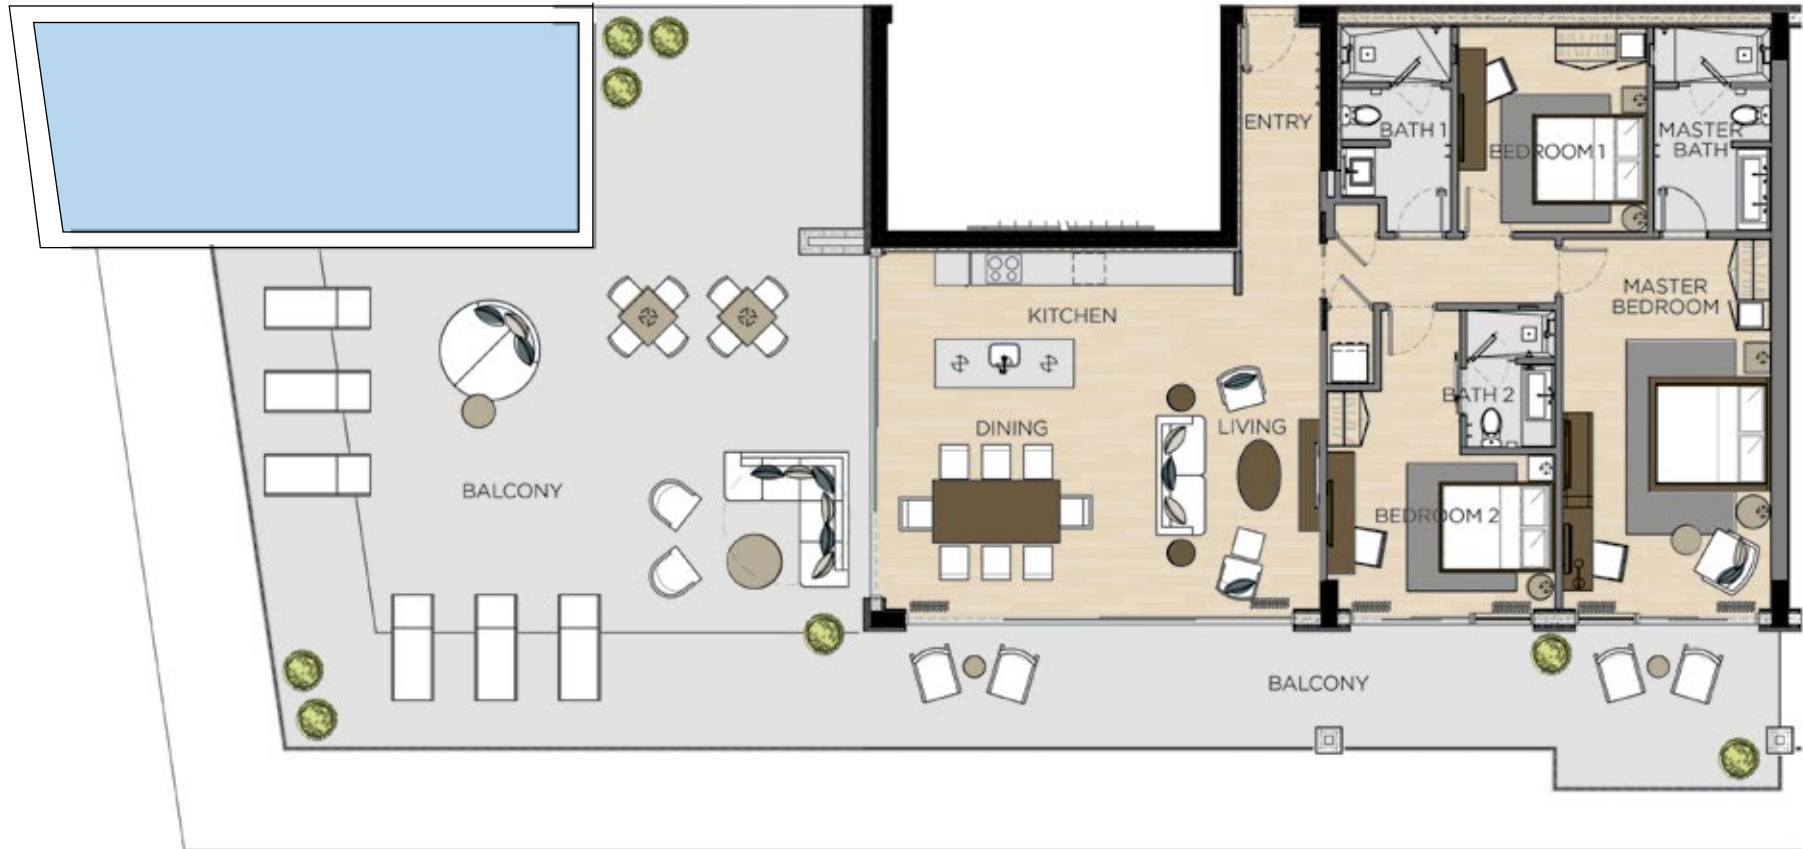 ENTRY
BATH 1
BEDROOM 1
MASTER
BATH
MASTER
BEDROOM
KITCHEN
BATH 2
DINING
LIVING
BALCONY
BEDROOM 2
BALCONY